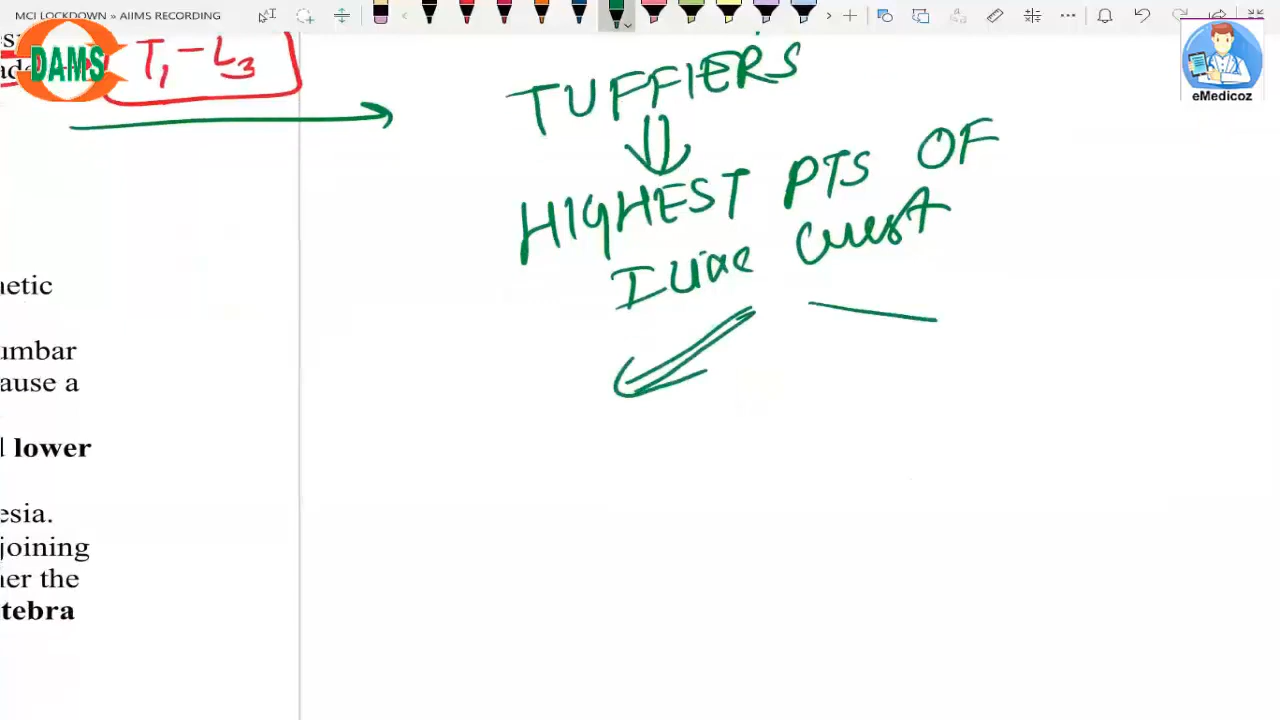 MCI LOCKDOWN » AIIMS RECORDING
DAMS
T1 - L3
eMedicoz
TUFFIERS
HIGHEST PTS OF
Iliac Crest
netic
umbar
ause a
lower
esia.
joining
her the
tebra